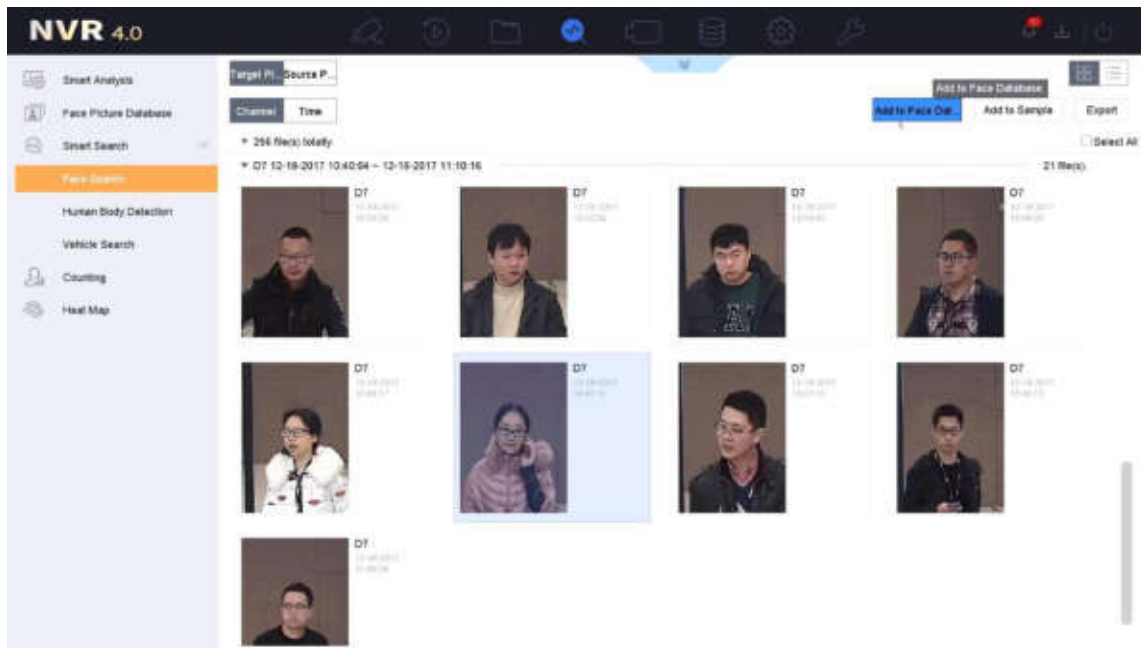 NVR 4.0
Smart Analysis
Face Picture Database
Smart Search
Face Search
Human Body Detection
Vehicle Search
Counting
Heat Map
Target Pi... Source P...
Channel Time
Add to Face Database
Add to Face Dat... Add to Sample Export
256 file(s) totally
Select All
D7 12-18-2017 10:40:04 ~ 12-18-2017 11:10:16
21 file(s)
D7 D7 D7 D7
D7 D7 D7 D7
D7